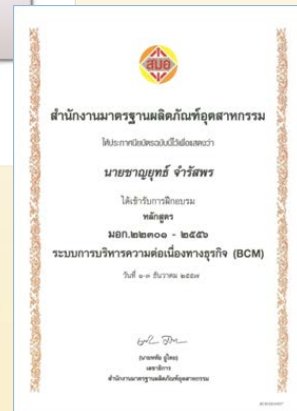 สมอ
สำนักงานมาตรฐานผลิตภัณฑ์อุตสาหกรรม
ให้ประกาศนียบัตรฉบับนี้ไว้เพื่อแสดงว่า
นายชาญยุทธ์ จำรัสพร
ได้เข้ารับการฝึกอบรม
หลักสูตร
มอก.๒๒๓๐๑ - ๒๕๕๖
ระบบการบริหารความต่อเนื่องทางธุรกิจ (BCM)
วันที่ ๑-๓ ธันวาคม ๒๕๕๗
เลขาธิการ
สำนักงานมาตรฐานผลิตภัณฑ์อุตสาหกรรม